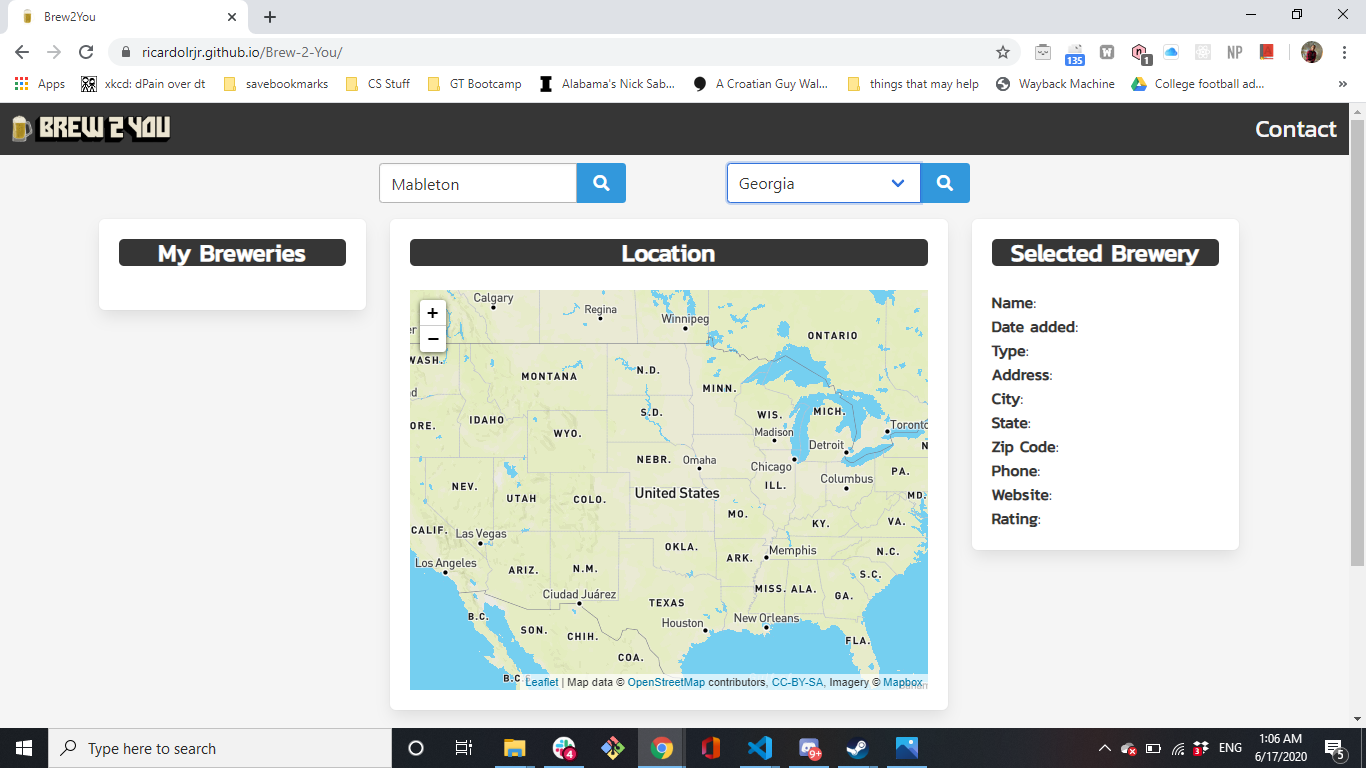 Brew2You
ricardolrjr.github.io/Brew-2-You/
135
W
n
1
NP
Apps
xkcd: dPain over dt
savebookmarks
CS Stuff
GT Bootcamp
Alabama's Nick Sab...
A Croatian Guy Wal...
things that may help
Wayback Machine
College football ad...
»
BREW 2 YOU
Contact
Mableton
Georgia
My Breweries
Location
+
−
Calgary
Regina
Winnipeg
ONTARIO
WASH.
MONTANA
N.D.
MINN.
ORE.
IDAHO
S.D.
WIS.
MICH.
Toronto
WYO.
Madison
Detroit
NEBR.
Omaha
Chicago
PA.
NEV.
UTAH
COLO.
United States
ILL.
Columbus
MD.
MO.
KY.
VA.
CALIF.
Las Vegas
OKLA.
ARK.
Memphis
N.C.
Los Angeles
ARIZ.
N.M.
S.C.
Ciudad Juárez
TEXAS
MISS.
ALA.
GA.
B.C.
SON.
CHIH.
Houston
New Orleans
FLA.
COA.
B.C.
Leaflet | Map data © OpenStreetMap contributors, CC-BY-SA, Imagery © Mapbox
Selected Brewery
Name:
Date added:
Type:
Address:
City:
State:
Zip Code:
Phone:
Website:
Rating:
Type here to search
4
9+
3
ENG
1:06 AM
6/17/2020
5